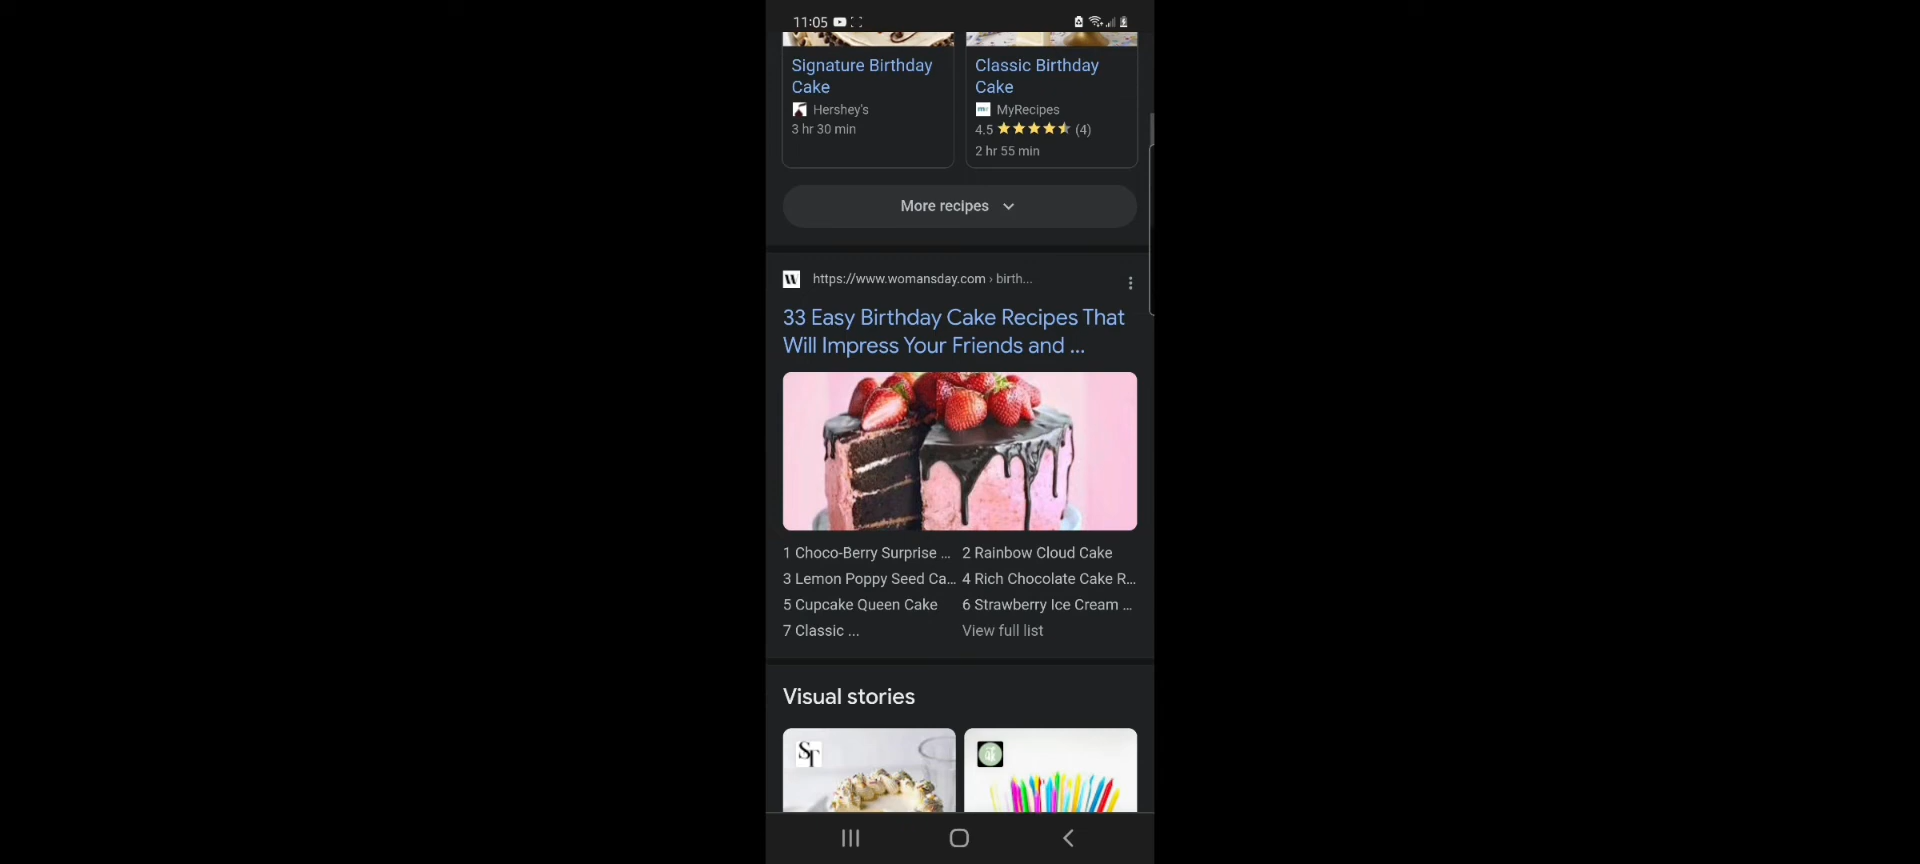 11:05
Signature Birthday
Cake
Hershey's
3 hr 30 min
Classic Birthday
Cake
MyRecipes
4.5 (4)
2 hr 55 min
More recipes
W https://www.womansday.com › birth...
33 Easy Birthday Cake Recipes That
Will Impress Your Friends and ...
1 Choco-Berry Surprise ... 2 Rainbow Cloud Cake
3 Lemon Poppy Seed Ca... 4 Rich Chocolate Cake R...
5 Cupcake Queen Cake 6 Strawberry Ice Cream ...
7 Classic ... View full list
Visual stories
ST